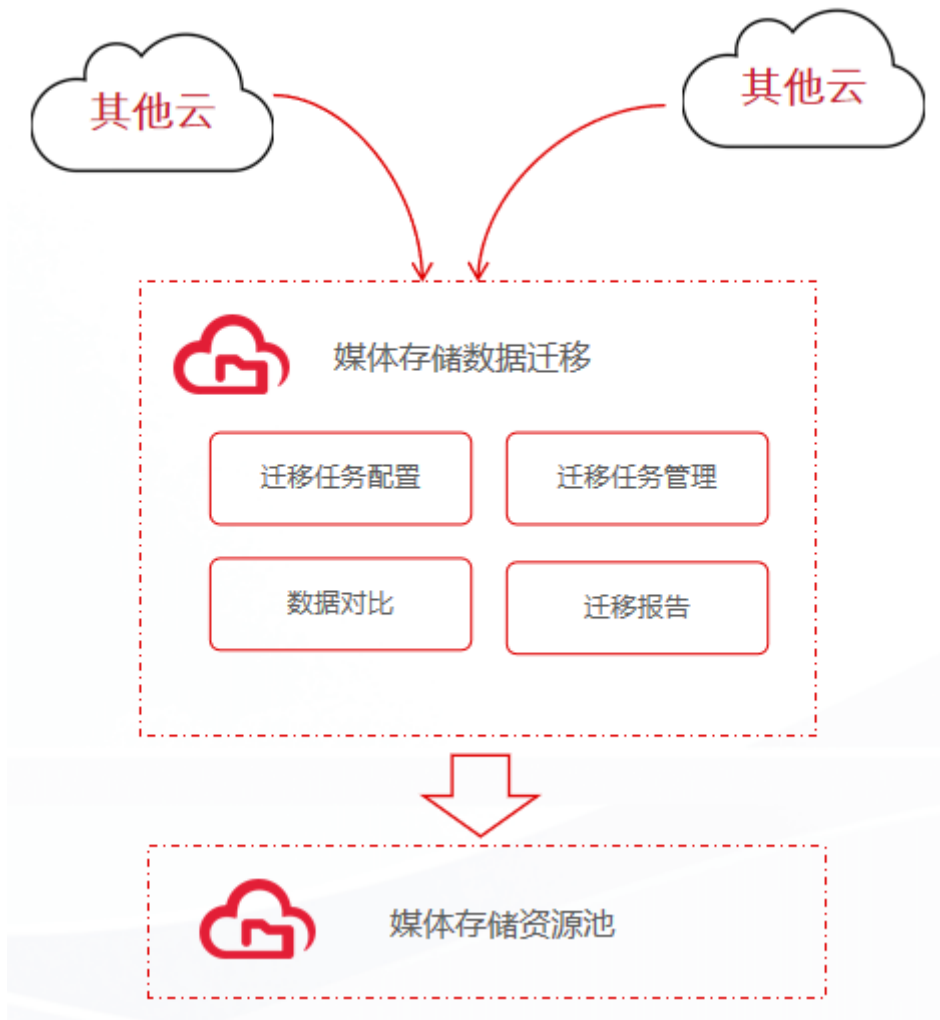 其他云
其他云
媒体存储数据迁移
迁移任务配置
迁移任务管理
数据对比
迁移报告
媒体存储资源池